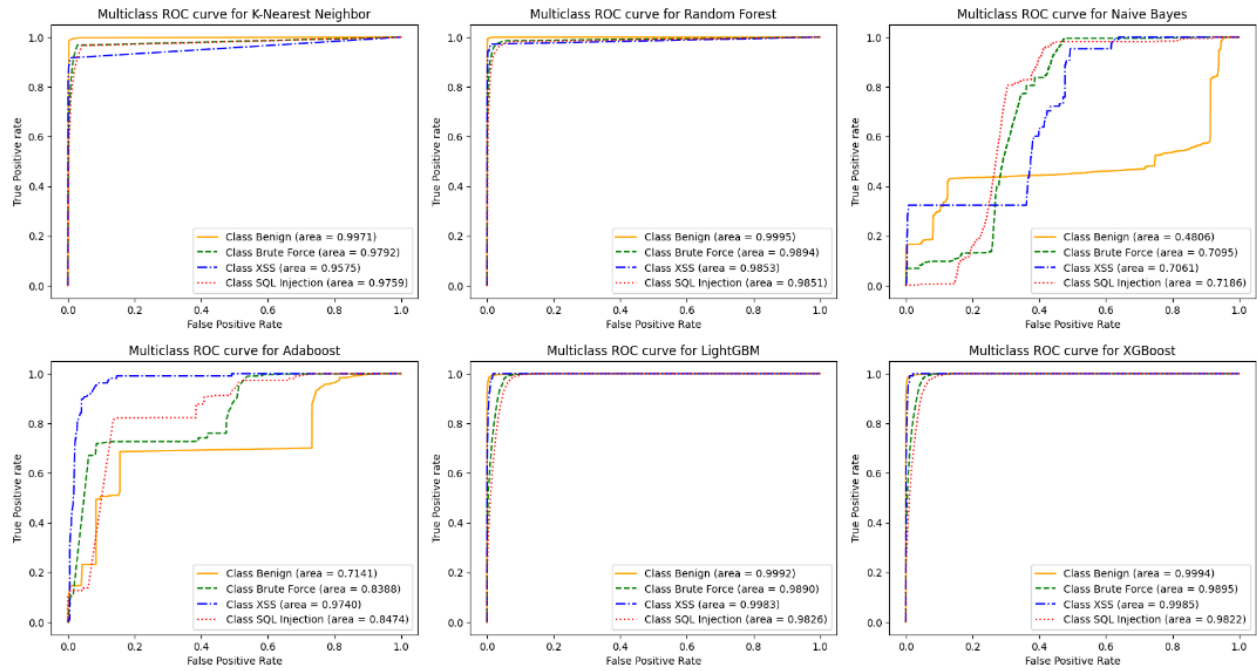 Multiclass ROC curve for K-Nearest Neighbor
True Positive rate
1.0
0.8
0.6
0.4
0.2
0.0
Class Benign (area = 0.9971)
Class Brute Force (area = 0.9792)
Class XSS (area = 0.9575)
Class SQL Injection (area = 0.9759)
0.0 0.2 0.4 0.6 0.8 1.0
False Positive Rate
Multiclass ROC curve for Random Forest
True Positive rate
1.0
0.8
0.6
0.4
0.2
0.0
Class Benign (area = 0.9995)
Class Brute Force (area = 0.9894)
Class XSS (area = 0.9853)
Class SQL Injection (area = 0.9851)
0.0 0.2 0.4 0.6 0.8 1.0
False Positive Rate
Multiclass ROC curve for Naive Bayes
True Positive rate
1.0
0.8
0.6
0.4
0.2
0.0
Class Benign (area = 0.4806)
Class Brute Force (area = 0.7095)
Class XSS (area = 0.7061)
Class SQL Injection (area = 0.7186)
0.0 0.2 0.4 0.6 0.8 1.0
False Positive Rate
Multiclass ROC curve for Adaboost
True Positive rate
1.0
0.8
0.6
0.4
0.2
0.0
Class Benign (area = 0.7141)
Class Brute Force (area = 0.8388)
Class XSS (area = 0.9740)
Class SQL Injection (area = 0.8474)
0.0 0.2 0.4 0.6 0.8 1.0
False Positive Rate
Multiclass ROC curve for LightGBM
True Positive rate
1.0
0.8
0.6
0.4
0.2
0.0
Class Benign (area = 0.9992)
Class Brute Force (area = 0.9890)
Class XSS (area = 0.9983)
Class SQL Injection (area = 0.9826)
0.0 0.2 0.4 0.6 0.8 1.0
False Positive Rate
Multiclass ROC curve for XGBoost
True Positive rate
1.0
0.8
0.6
0.4
0.2
0.0
Class Benign (area = 0.9994)
Class Brute Force (area = 0.9895)
Class XSS (area = 0.9985)
Class SQL Injection (area = 0.9822)
0.0 0.2 0.4 0.6 0.8 1.0
False Positive Rate